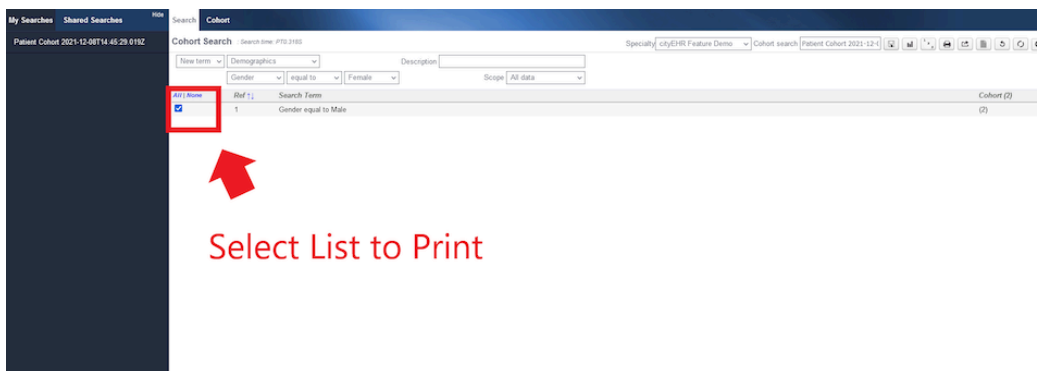 My Searches Shared Searches Hide Search Cohort
Patient Cohort 2021-12-08T14:45:29.019Z
Cohort Search : Search time: PT0.316S Specialty cityEHR Feature Demo Cohort search Patient Cohort 2021-12-(
New term Demographics Description
Gender equal to Female Scope All data
All | None Ref ↑↓ Search Term Cohort (2)
1 Gender equal to Male (2)
Select List to Print